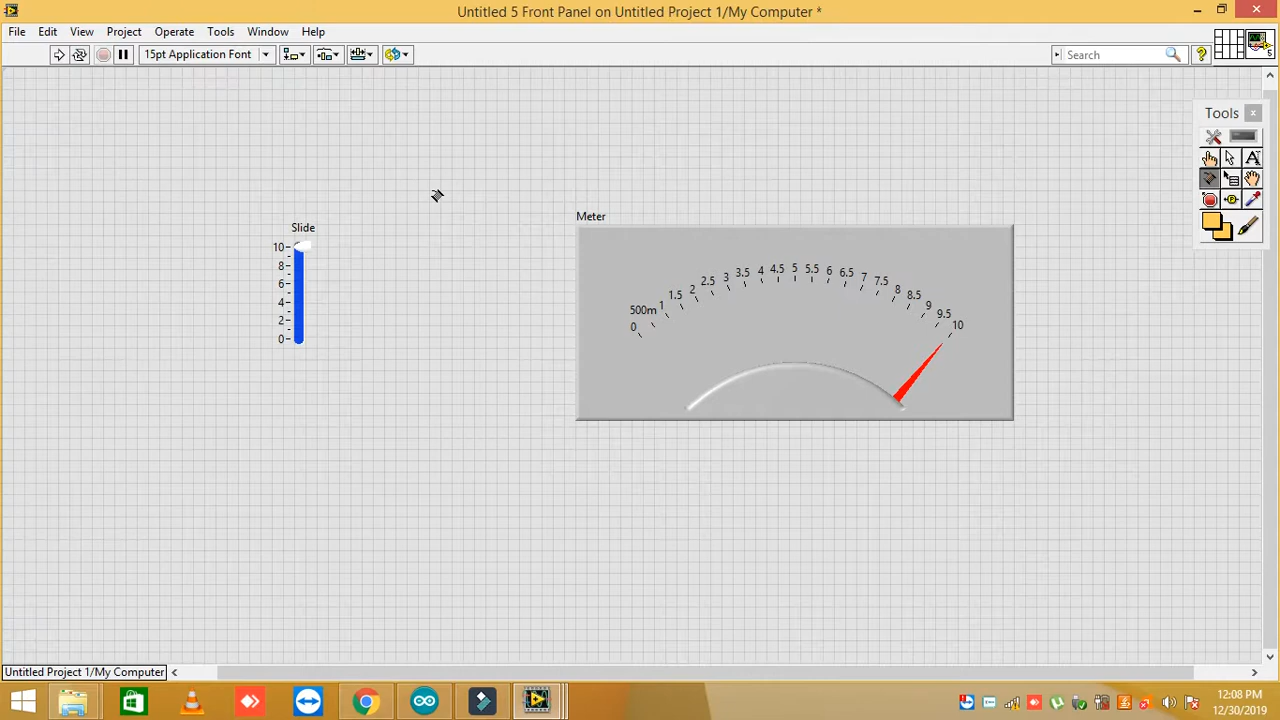 Untitled 5 Front Panel on Untitled Project 1/My Computer *
File Edit View Project Operate Tools Window Help
15pt Application Font
Search
?
5
Tools
Meter
Slide
10
8
6
4
2
0
500m
0
1
1.5
2
2.5
3
3.5
4
4.5
5
5.5
6
6.5
7
7.5
8
8.5
9
9.5
10
Untitled Project 1/My Computer
12:08 PM
12/30/2019